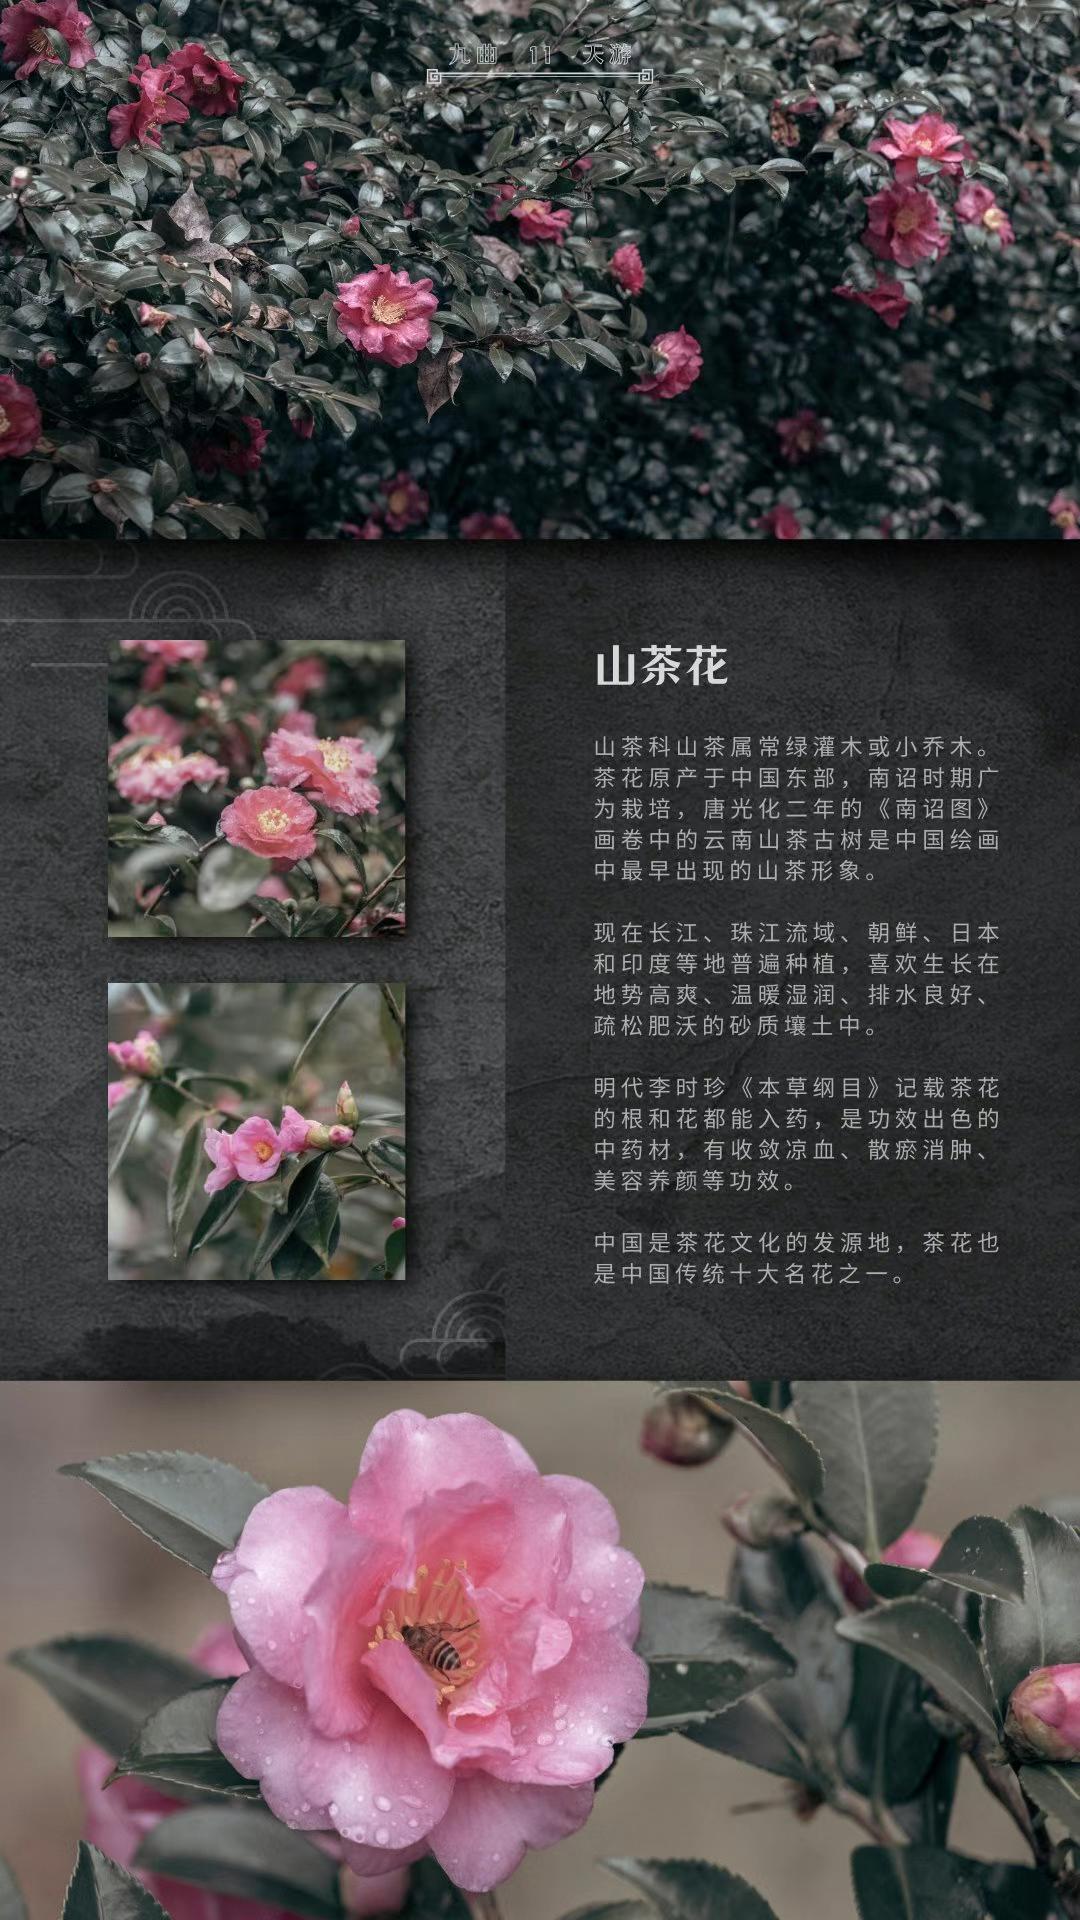 九曲 11 天游
山茶花
山茶科山茶属常绿灌木或小乔木。
茶花原产于中国东部，南诏时期广
为栽培，唐光化二年的《南诏图》
画卷中的云南山茶古树是中国绘画
中最早出现的山茶形象。
现在长江、珠江流域、朝鲜、日本
和印度等地普遍种植，喜欢生长在
地势高爽、温暖湿润、排水良好、
疏松肥沃的砂质壤土中。
明代李时珍《本草纲目》记载茶花
的根和花都能入药，是功效出色的
中药材，有收敛凉血、散瘀消肿、
美容养颜等功效。
中国是茶花文化的发源地，茶花也
是中国传统十大名花之一。